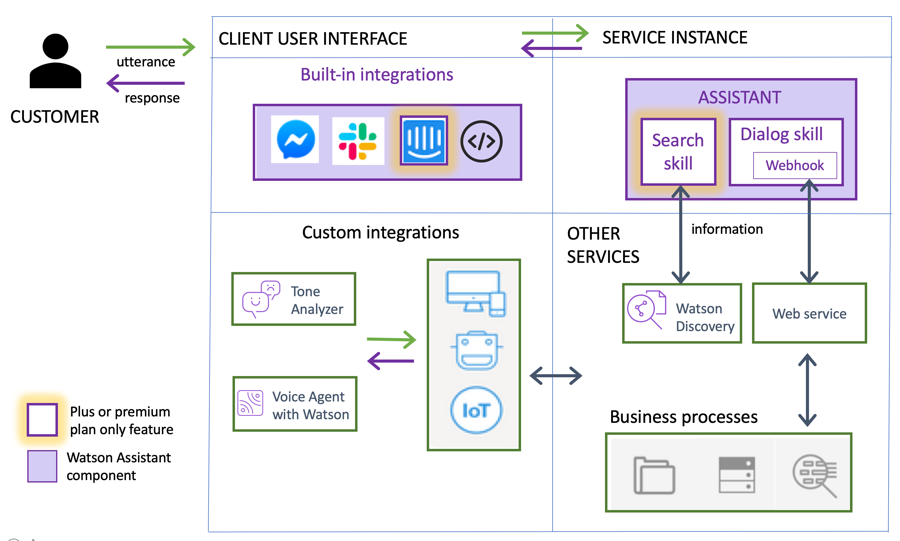 CUSTOMER
utterance
response
CLIENT USER INTERFACE
SERVICE INSTANCE
Built-in integrations
</>
ASSISTANT
Search
skill
Dialog skill
Webhook
information
Custom integrations
Tone
Analyzer
Voice Agent
with Watson
IoT
OTHER
SERVICES
Watson
Discovery
Web service
Business processes
Plus or premium
plan only feature
Watson Assistant
component